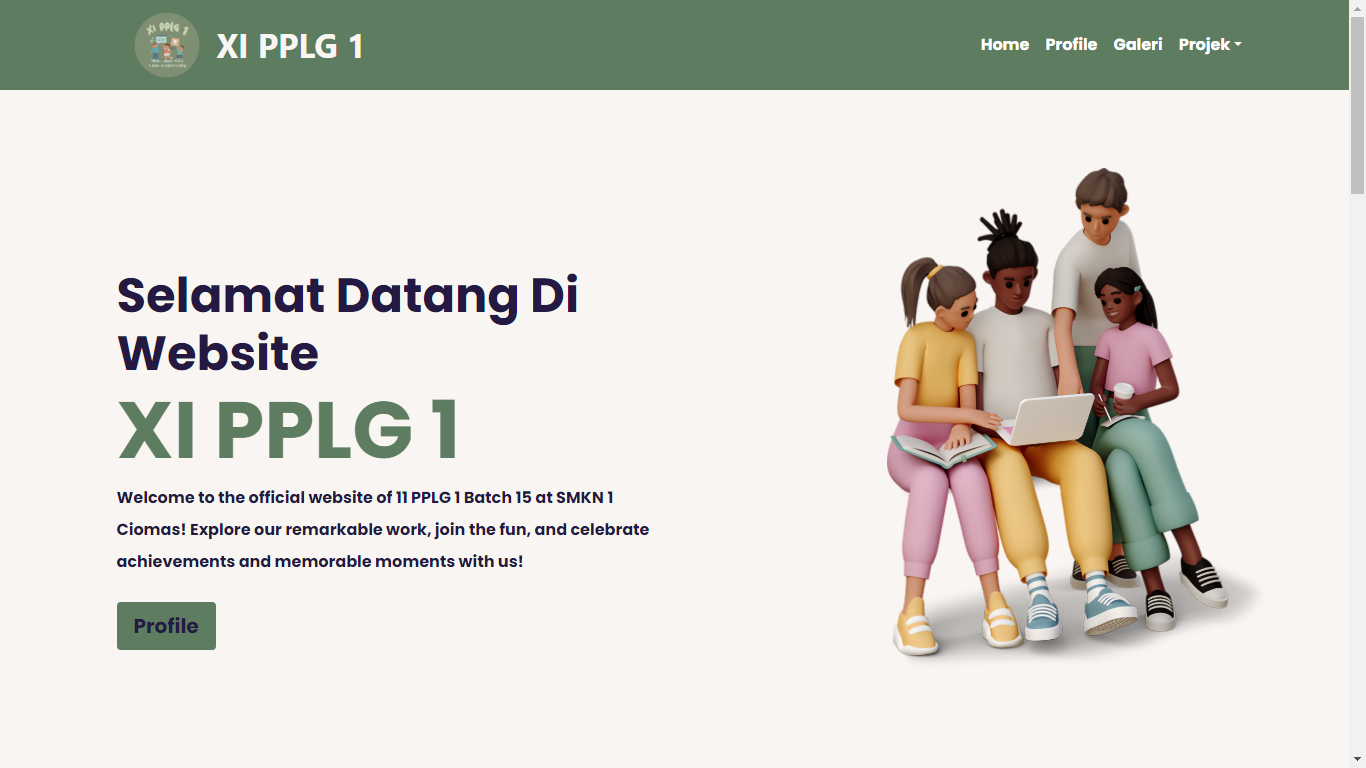 XI PPLG 1
XI PPLG 1
Home Profile Galeri Projek
Selamat Datang Di
Website
XI PPLG 1
Welcome to the official website of 11 PPLG 1 Batch 15 at SMKN 1
Ciomas! Explore our remarkable work, join the fun, and celebrate
achievements and memorable moments with us!
Profile